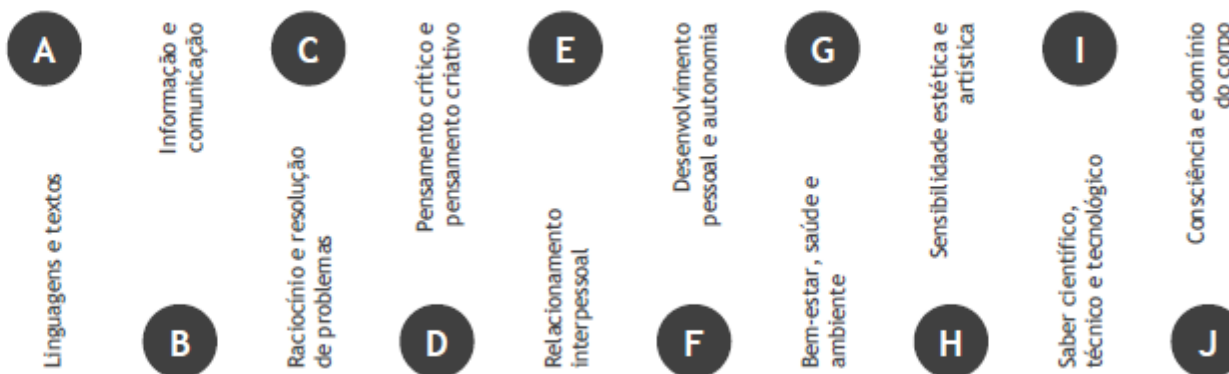 A
Linguagens e textos
Informação e
comunicação
B
C
Raciocínio e resolução
de problemas
Pensamento crítico e
pensamento criativo
D
E
Relacionamento
interpessoal
Desenvolvimento
pessoal e autonomia
F
G
Bem-estar, saúde e
ambiente
Sensibilidade estética e
artística
H
I
Saber científico,
técnico e tecnológico
Consciência e domínio
do corpo
J